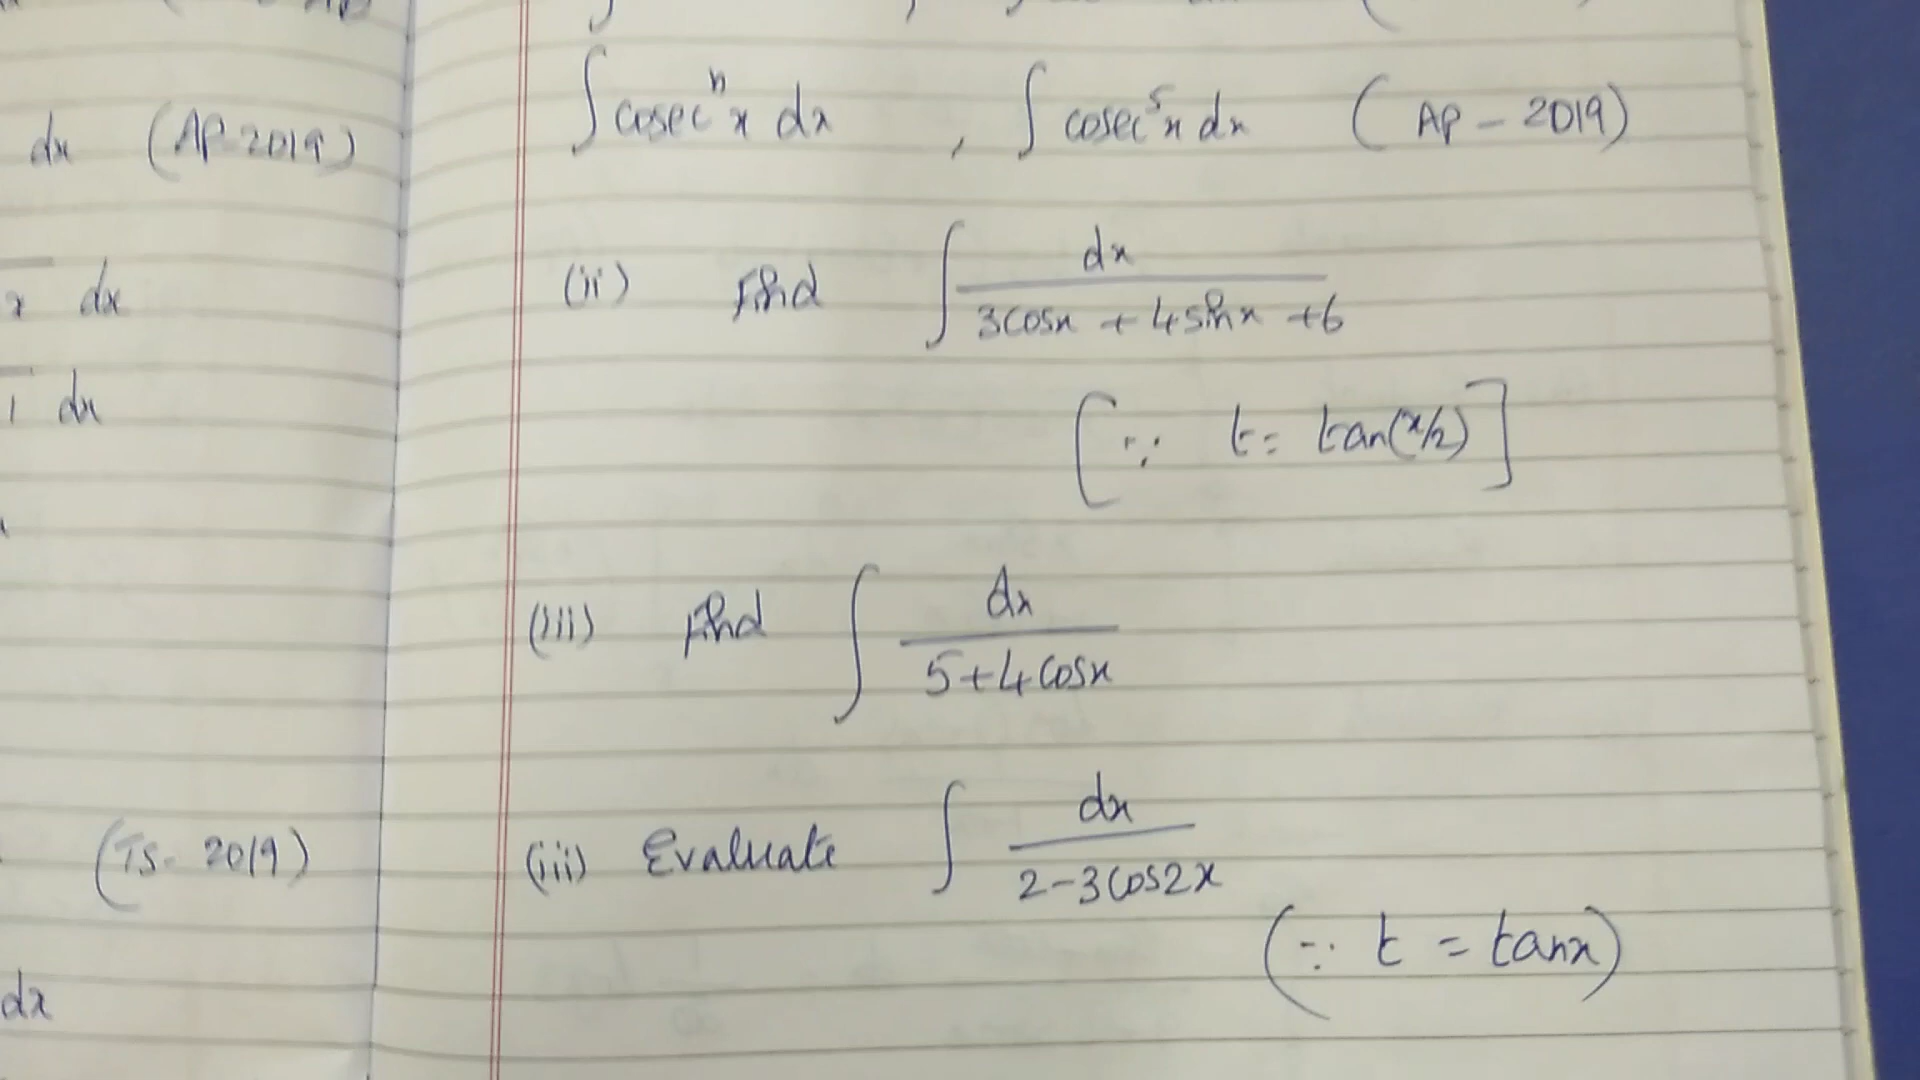 dx (AP-2019)
dx
dx
(TS-2019)
dx
∫ cosecⁿx dx , ∫ cosec⁵x dx (AP-2019)
(ii) Find ∫ dx / 3cosx + 4sinx + 6
[∵ t = tan(x/2)]
(iii) Find ∫ dx / 5+4cosx
(iii) Evaluate ∫ dx / 2-3cos2x
(∵ t = tanx)